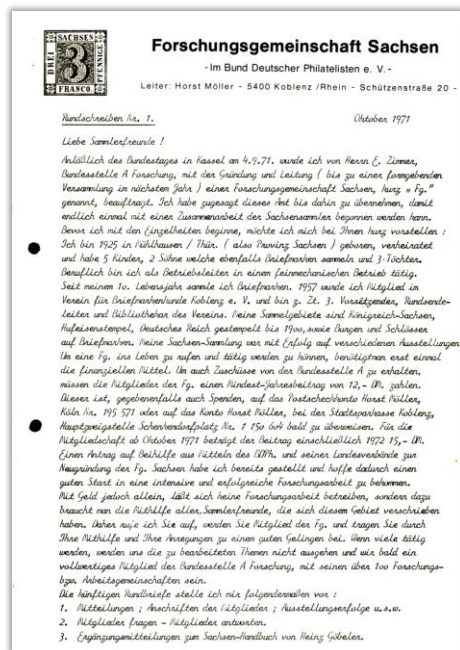 SACHSEN
DREI
3
PFENNIGE
FRANCO.
Forschungsgemeinschaft Sachsen
-Im Bund Deutscher Philatelisten e. V.-
Leiter: Horst Möller - 5400 Koblenz /Rhein - Schützenstraße 20 -
Rundschreiben Nr. 1.
Oktober 1971
Liebe Sammlerfreunde !
Anläßlich des Bundestages in Kassel am 4.9.71. wurde ich von Herrn E. Zimmer,
Bundesstelle A Forschung, mit der Gründung und Leitung ( bis zu einer formgebenden
Versammlung im nächstem Jahr ) einer Forschungsgemeinschaft Sachsen, kurz „ Fg."
genannt, beauftragt. Ich habe zugesagt dieses Amt bis dahin zu übernehmen, damit
endlich einmal mit einer Zusammenarbeit der Sachsensammler begonnen werden kann.
Bevor ich mit den Einzelheiten beginne, möchte ich mich bei Ihnen kurz vorstellen :
Ich bin 1925 in Mühlhausen / Thür. ( also Provinz Sachsen ) geboren, verheiratet
und habe 5 Kinder, 2 Söhne welche ebenfalls Briefmarken sammeln und 3 Töchter.
Beruflich bin ich als Betriebsleiter in einem feinmechanischen Betrieb tätig.
Seit meinem 10. Lebensjahr sammle ich Briefmarken. 1957 wurde ich Mitglied im
Verein für Briefmarkenkunde Koblenz e. V. und bin z. Zt. 3. Vorsitzender, Rundsende-
leiter und Bibliothekar des Vereins. Meine Sammelgebiete sind Königreich-Sachsen,
Hufeisenstempel, Deutsches Reich gestempelt bis 1900, sowie Burgen und Schlösser
auf Briefmarken. Meine Sachsen-Sammlung war mit Erfolg auf verschiedenen Ausstellungen.
Um eine Fg. ins Leben zu rufen und tätig werden zu können, benötigt man erst einmal
die finanziellen Mittel. Um auch Zuschüsse von der Bundesstelle A zu erhalten,
müssen die Mitglieder der Fg. einen Mindest-Jahresbeitrag von 12,- DM. zahlen.
Dieser ist, gegebenenfalls auch Spenden, auf das Postscheckkonto Horst Möller,
Köln Nr. 195 571 oder auf das Konto Horst Möller, bei der Stadtsparkasse Koblenz,
Hauptzweigstelle Schenkendorfplatz Nr. 1 150 604 bald zu überweisen. Für die
Mitgliedschaft ab Oktober 1971 beträgt der Beitrag einschließlich 1972 15,- DM.
Einen Antrag auf Beihilfe aus Mitteln des BDPh. und seiner Landesverbände zur
Neugründung der Fg. Sachsen habe ich bereits gestellt und hoffe dadurch einen
guten Start in eine intensive und erfolgreiche Forschungsarbeit zu bekommen.
Mit Geld jedoch allein, läßt sich keine Forschungsarbeit betreiben, sondern dazu
braucht man die Mithilfe aller Sammlerfreunde, die sich diesem Gebiet verschrieben
haben. Daher rufe ich Sie auf, werden Sie Mitglied der Fg. und tragen Sie durch
Ihre Mithilfe und Ihre Anregungen zu einem guten Gelingen bei. Wenn viele tätig
werden, werden uns die zu bearbeiteten Themen nicht ausgehen und wir bald ein
vollwertiges Mitglied der Bundesstelle A Forschung, mit seinen über 100 Forschungs-
bzw. Arbeitsgemeinschaften sein.
Die künftigen Rundbriefe stelle ich mir folgendermaßen vor :
1. Mitteilungen ; Anschriften der Mitglieder ; Ausstellungserfolge u.s.w.
2. Mitglieder fragen - Mitglieder antworten.
3. Ergänzungsmitteilungen zum Sachsen-Handbuch von Heinz Göbeler.